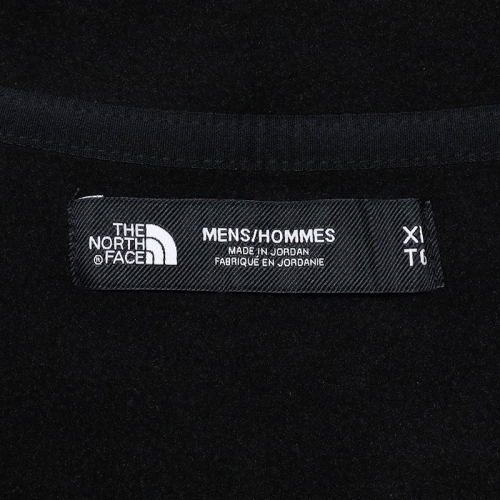 THE
NORTH
®FACE
MENS/HOMMES
MADE IN JORDAN
FABRIQUÉ EN JORDANIE